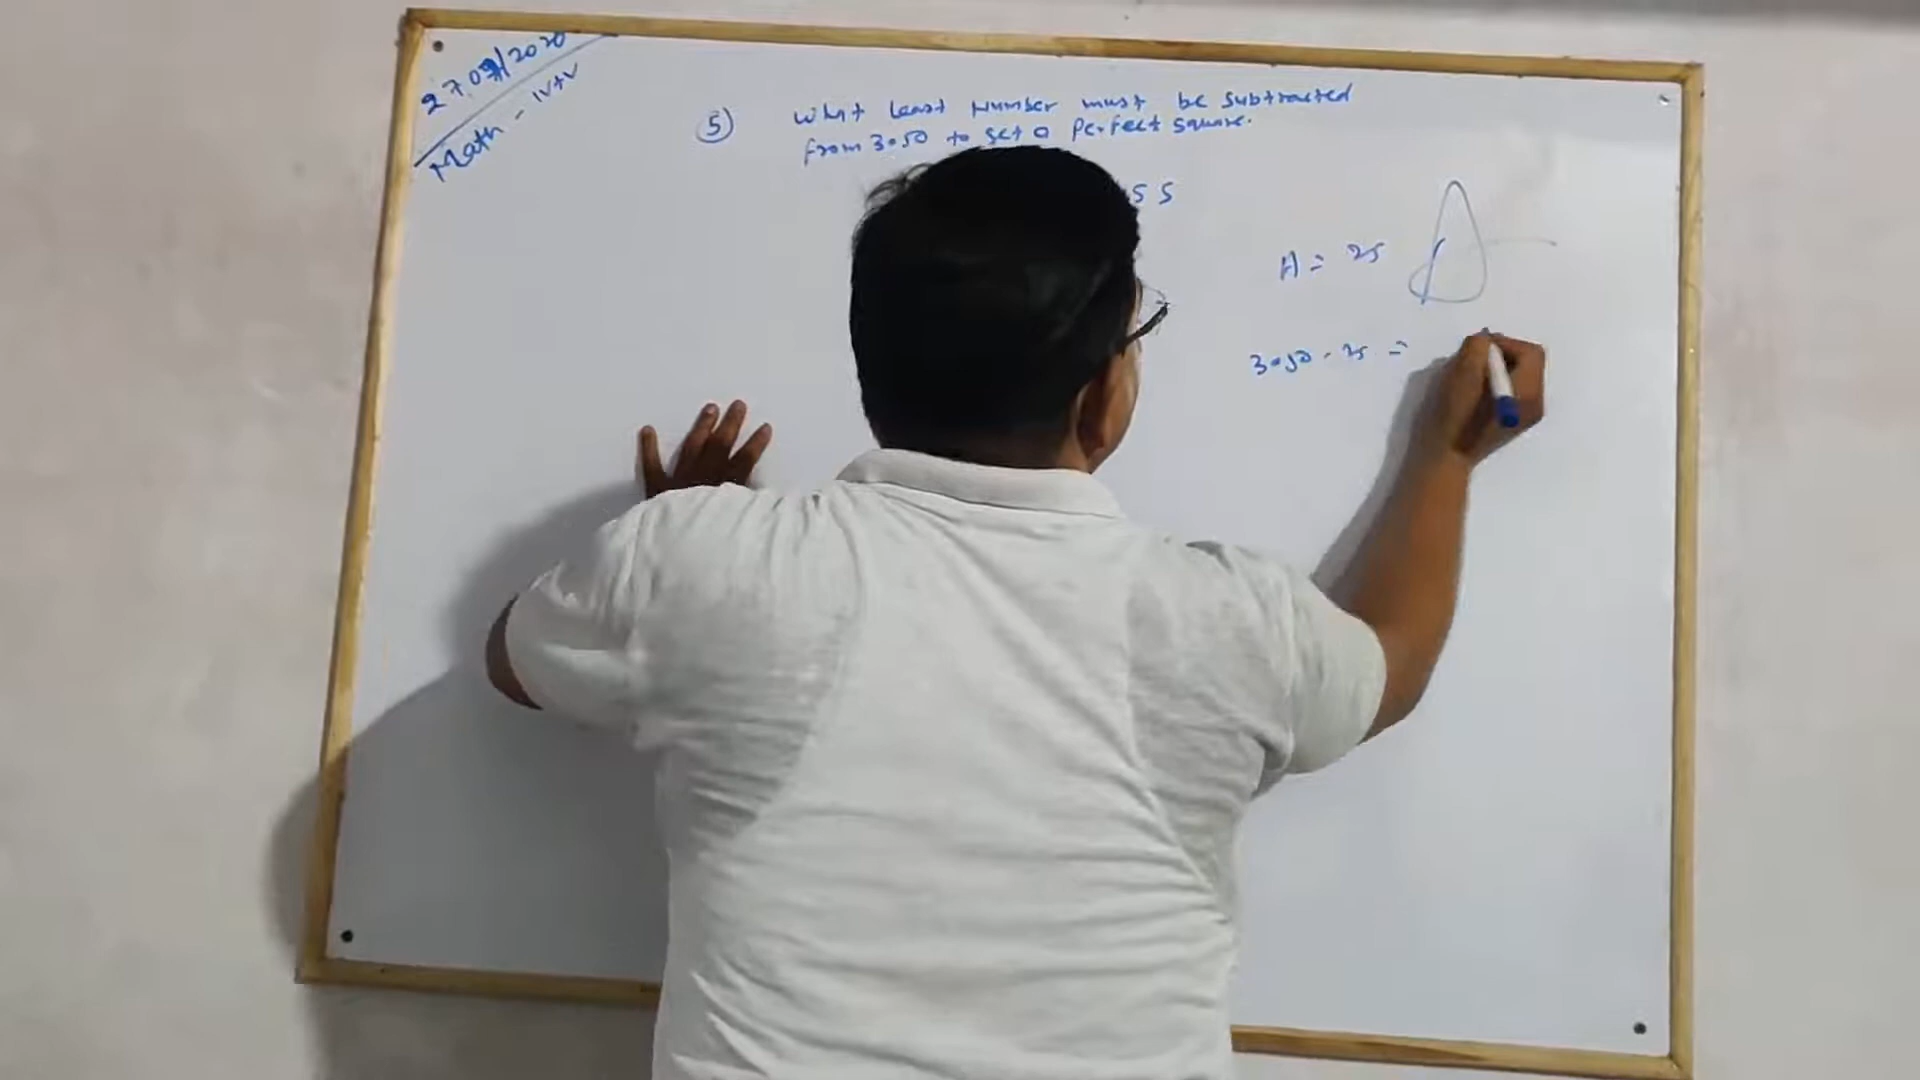 27.09/2020
Math - IV+V
5 What Least Number must be subtracted
from 3050 to get a Perfect square.
55
A = 25
3050 - 25 =